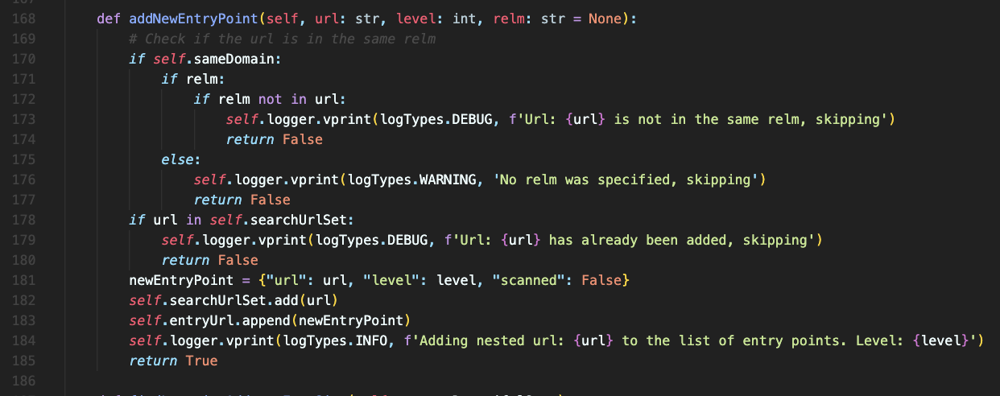 168 def addNewEntryPoint(self, url: str, level: int, relm: str = None):
169 # Check if the url is in the same relm
170 if self.sameDomain:
171 if relm:
172 if relm not in url:
173 self.logger.vprint(logTypes.DEBUG, f'Url: {url} is not in the same relm, skipping')
174 return False
175 else:
176 self.logger.vprint(logTypes.WARNING, 'No relm was specified, skipping')
177 return False
178 if url in self.searchUrlSet:
179 self.logger.vprint(logTypes.DEBUG, f'Url: {url} has already been added, skipping')
180 return False
181 newEntryPoint = {"url": url, "level": level, "scanned": False}
182 self.searchUrlSet.add(url)
183 self.entryUrl.append(newEntryPoint)
184 self.logger.vprint(logTypes.INFO, f'Adding nested url: {url} to the list of entry points. Level: {level}')
185 return True
186